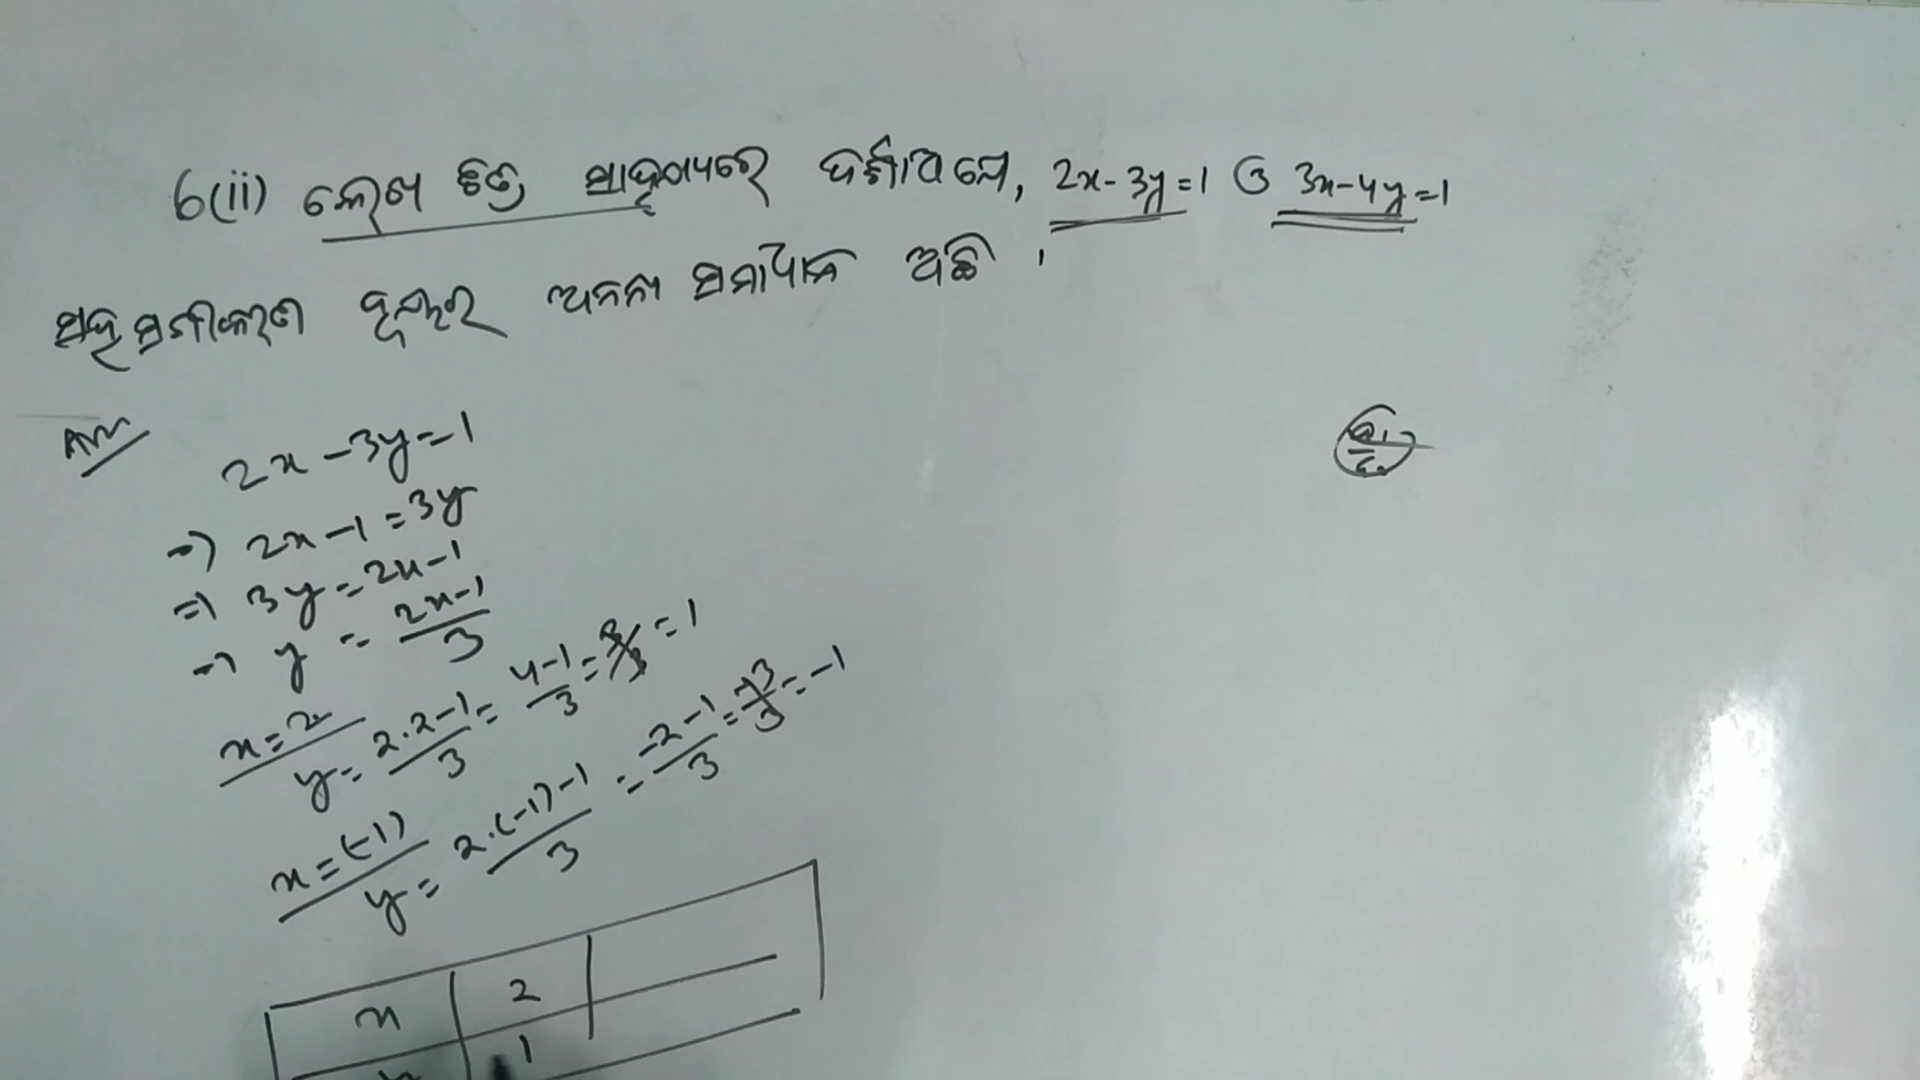 6(ii) ଲେଖ ଚିତ୍ର ସାହାଯ୍ୟରେ ଦର୍ଶାଅ ଯେ, 2x-3y=1 ଓ 3x-4y=1
ସହସମୀକରଣ ଦ୍ୱୟର ଅନନ୍ୟ ସମାଧାନ ଅଛି ।
Ans
2x-3y=1
⇒ 2x-1=3y
⇒ 3y=2x-1
⇒ y = (2x-1)/3
x=2
y = (2·2-1)/3 = (4-1)/3 = 3/3 = 1
x=(-1)
y = (2·(-1)-1)/3 = (-2-1)/3 = -3/3 = -1
x 2
1